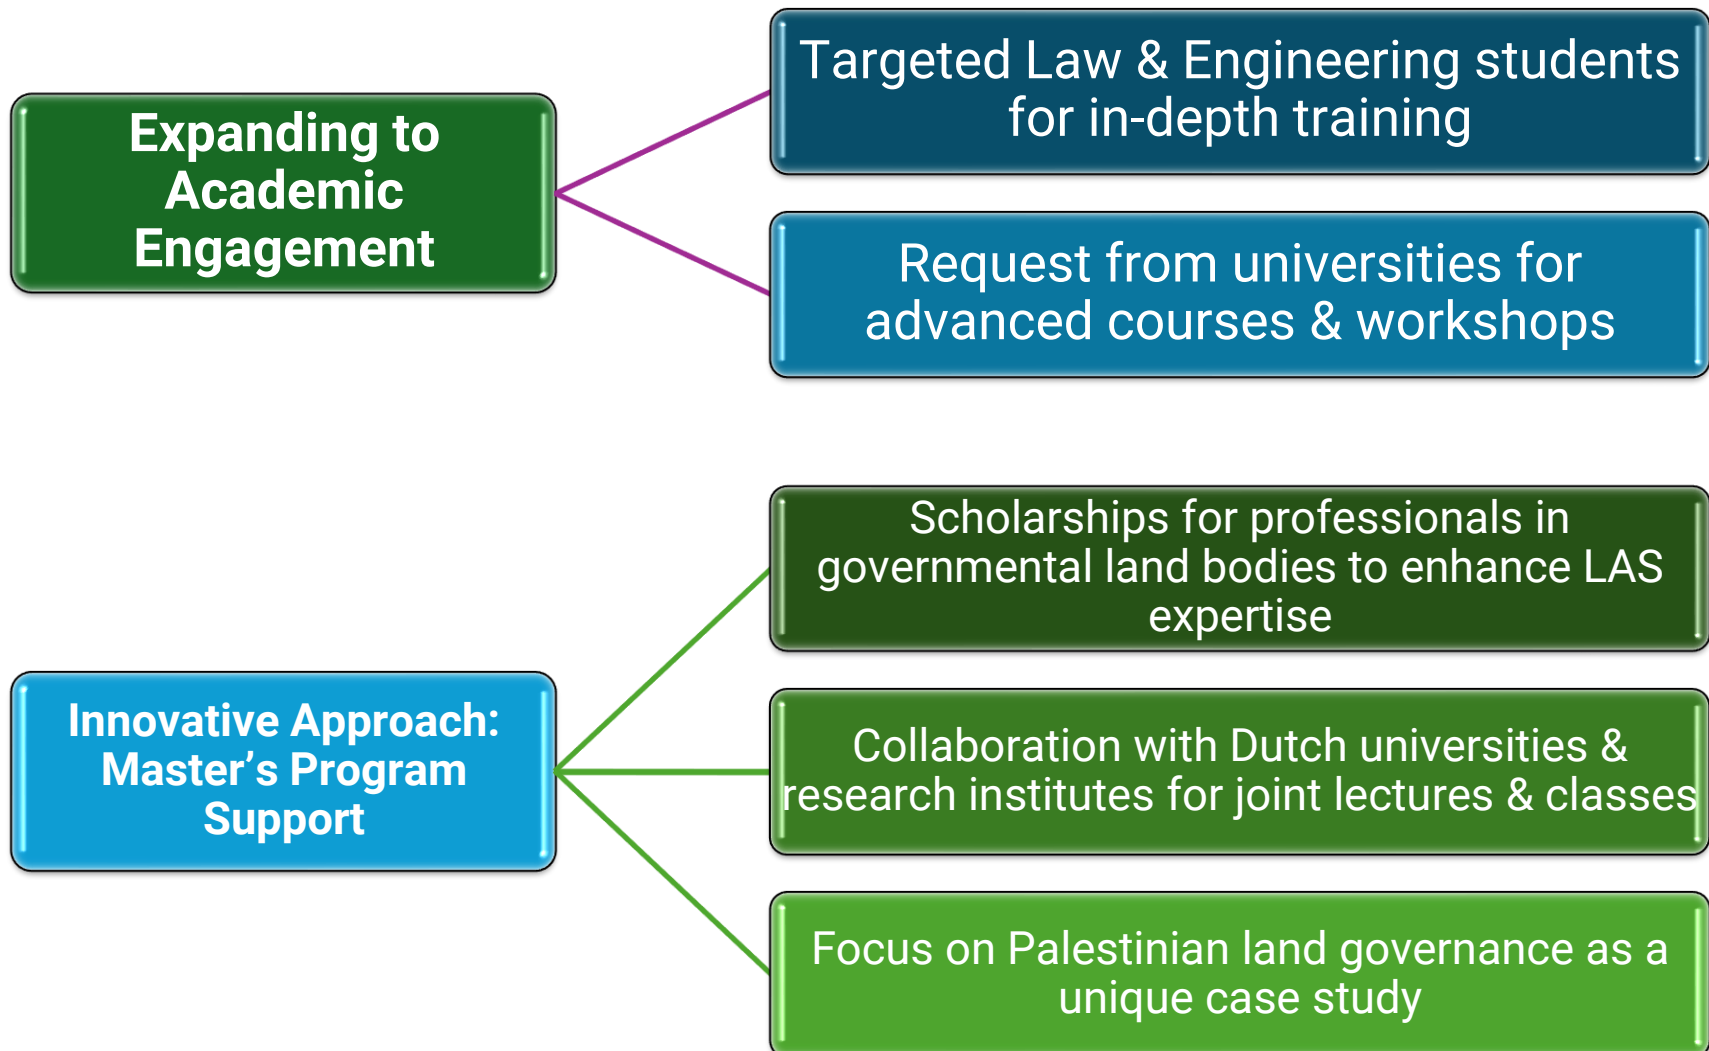 Expanding to
Academic
Engagement
Targeted Law & Engineering students
for in-depth training
Request from universities for
advanced courses & workshops
Innovative Approach:
Master’s Program
Support
Scholarships for professionals in
governmental land bodies to enhance LAS
expertise
Collaboration with Dutch universities &
research institutes for joint lectures & classes
Focus on Palestinian land governance as a
unique case study